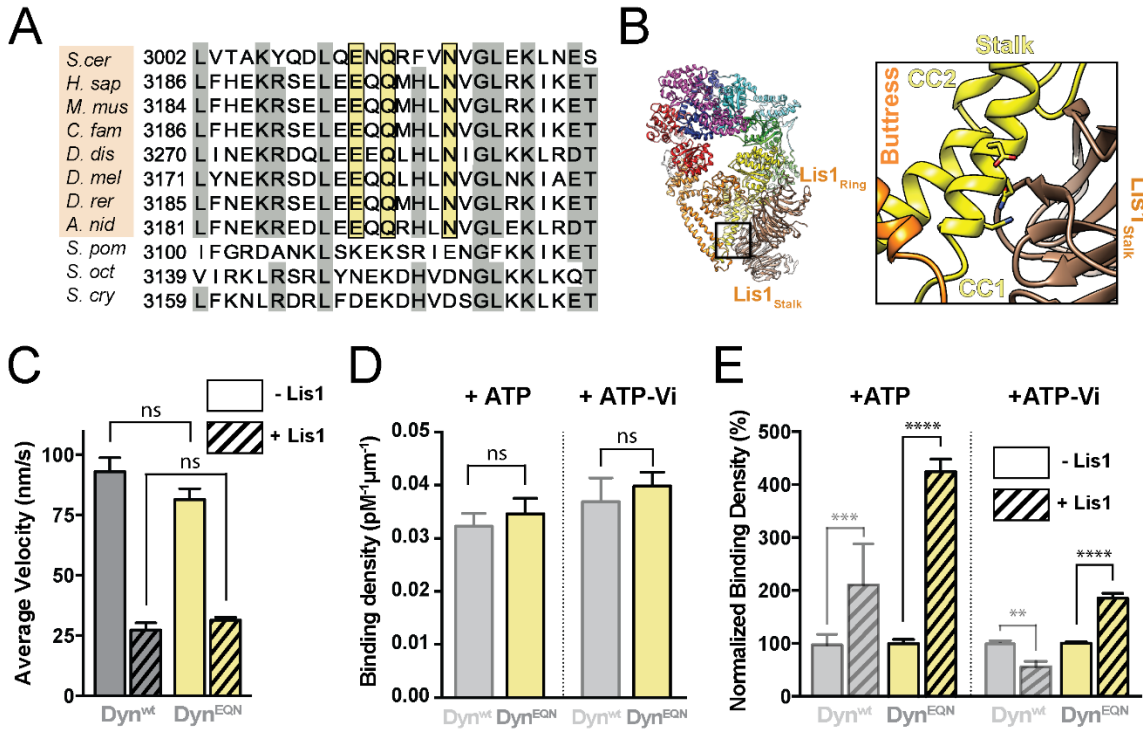 A
S.cer 3002 LVTAKYQDLQENQRFVNVGLEKLNES
H. sap 3186 LFHEKRSELEEQQMHLNVGLRKIKET
M. mus 3184 LFHEKRSELEEQQMHLNVGLRKIKET
C. fam 3186 LFHEKRSELEEQQMHLNVGLRKIKET
D. dis 3270 LINEKRDQLEEEQLHLNIGLKKLRDT
D. mel 3171 LYNEKRSDLEEQQLHLNVGLNKIAET
D. rer 3185 LFNEKRSELEEQQMHLNVGLRKIKET
A. nid 3181 LFNEKREDLEEQQRHLNVGLDKLRDT
S. pom 3100 IFGRDANKLSKEKSRIENGFKKIKET
S. oct 3139 VIRKLRSRLYNEKDHVDNGLKKLKQT
S. cry 3159 LFKNLRDRLFDEKDHVDSGLKKLKET
B
Lis1Ring
Lis1Stalk
Stalk
CC2
Buttress
CC1
Lis1Stalk
C
- Lis1
+ Lis1
ns
ns
Average Velocity (nm/s)
100
75
50
25
0
Dynwt
DynEQN
D
+ ATP
+ ATP-Vi
ns
ns
Binding density (pM-1µm-1)
0.05
0.04
0.03
0.02
0.01
0.00
Dynwt DynEQN Dynwt DynEQN
E
+ATP
+ATP-Vi
- Lis1
+ Lis1
***
****
**
****
Normalized Binding Density (%)
500
400
300
200
100
0
Dynwt DynEQN Dynwt DynEQN